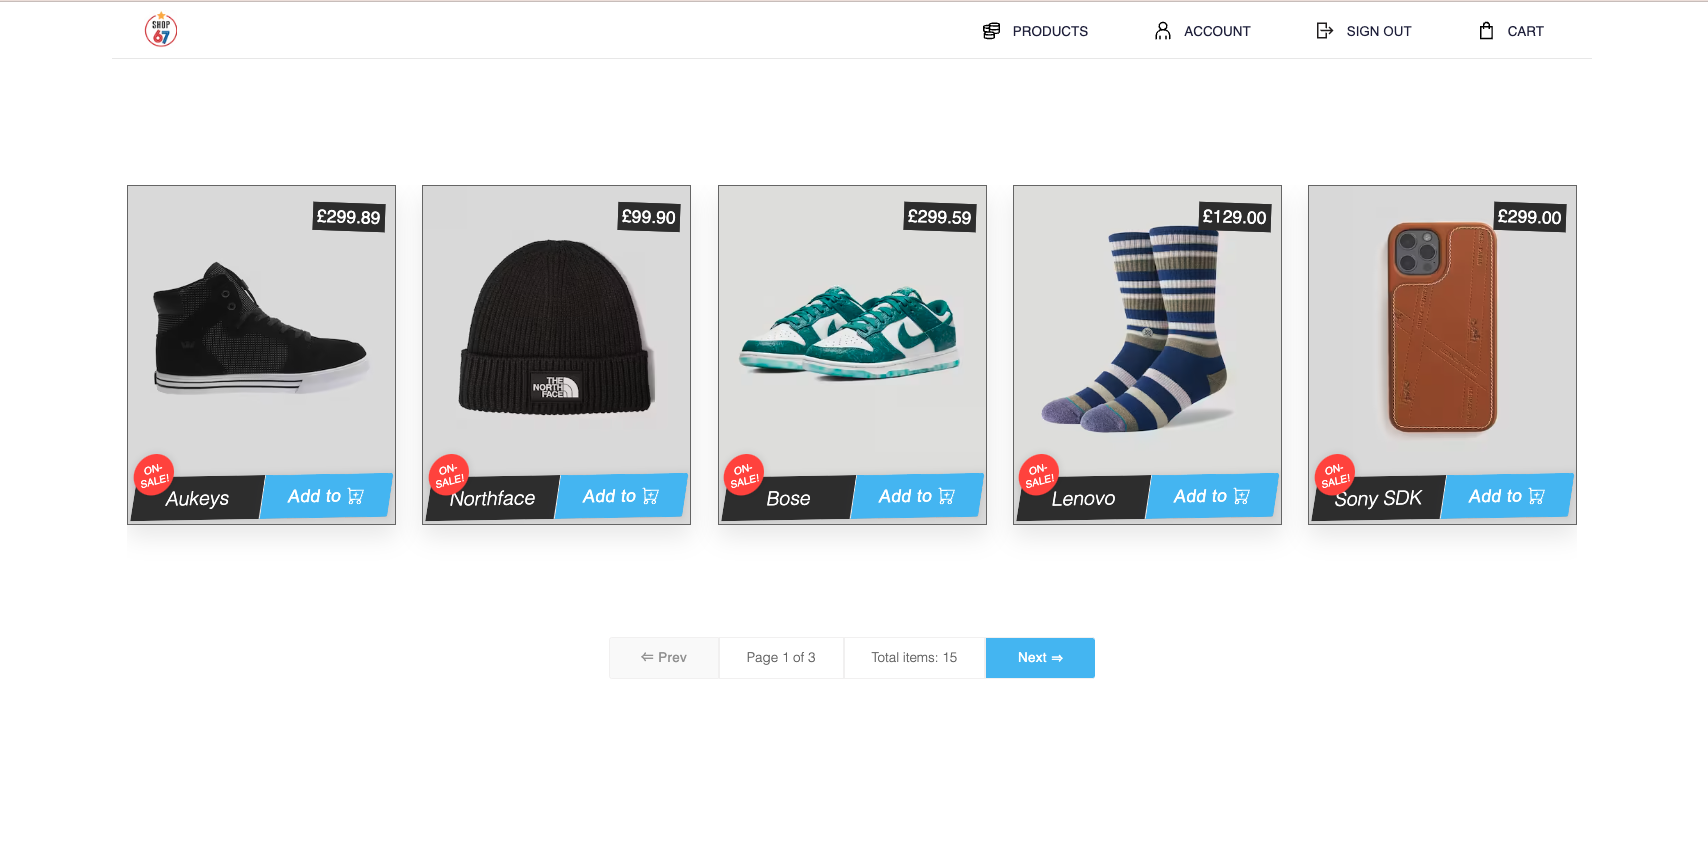 SHOP
67
PRODUCTS
ACCOUNT
SIGN OUT
CART
£299.89
ON-
SALE!
Aukeys
Add to
£99.90
THE
NORTH
FACE
ON-
SALE!
Northface
Add to
£299.59
ON-
SALE!
Bose
Add to
£129.00
ON-
SALE!
Lenovo
Add to
£299.00
ON-
SALE!
Sony SDK
Add to
⇐ Prev
Page 1 of 3
Total items: 15
Next ⇒